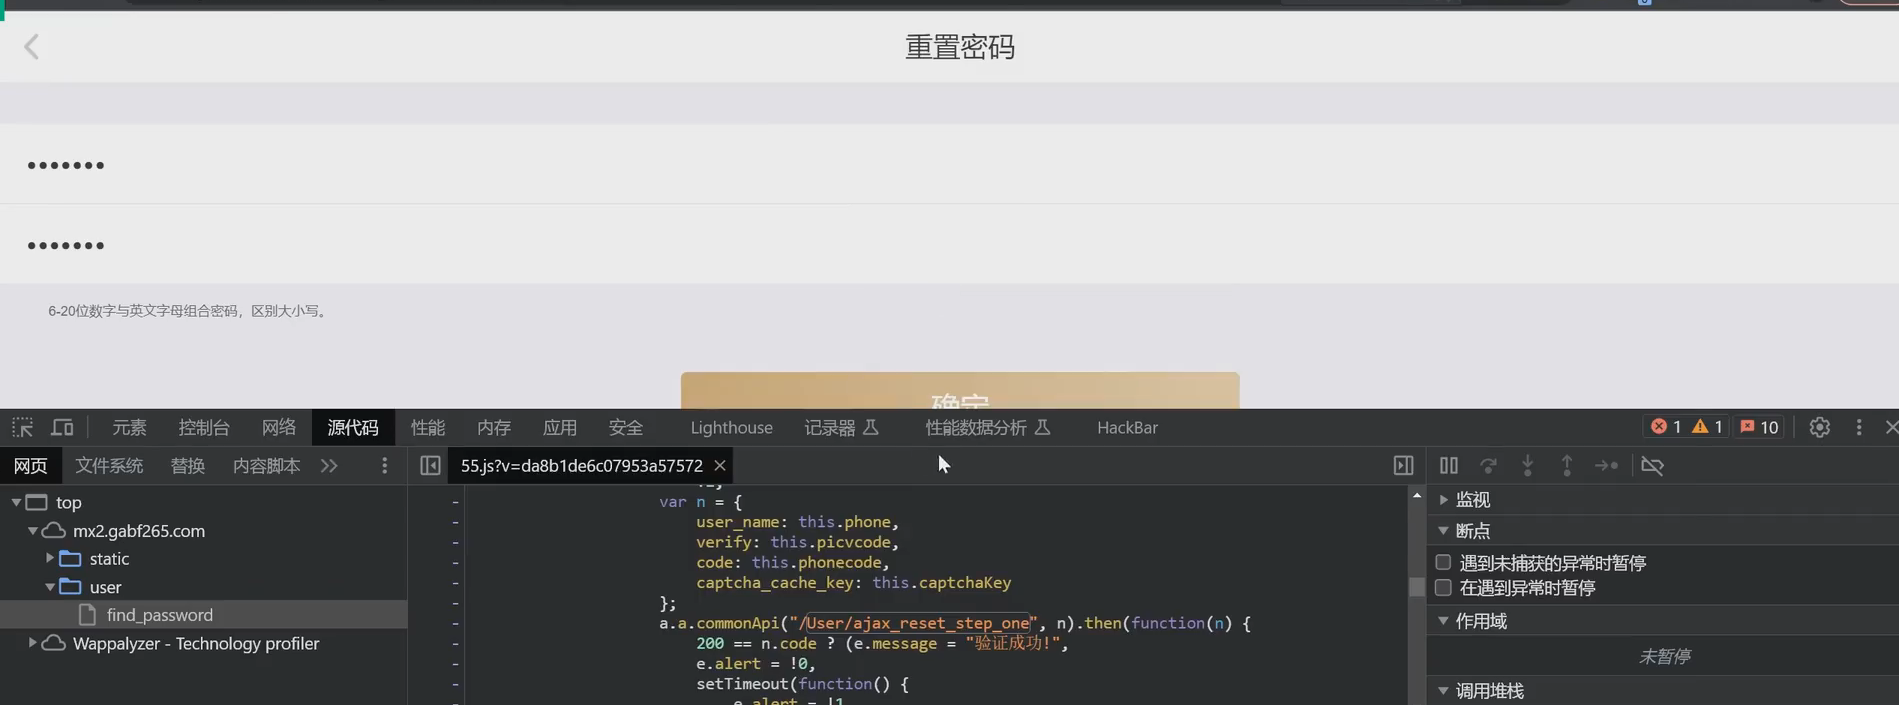 重置密码
•••••••
•••••••
6-20位数字与英文字母组合密码，区别大小写。
确定
元素 控制台 网络 源代码 性能 内存 应用 安全 Lighthouse 记录器 性能数据分析 HackBar 1 1 10
网页 文件系统 替换 内容脚本 55.js?v=da8b1de6c07953a57572
top
mx2.gabf265.com
static
user
find_password
Wappalyzer - Technology profiler
var n = {
user_name: this.phone,
verify: this.picvcode,
code: this.phonecode,
captcha_cache_key: this.captchaKey
};
a.a.commonApi("/User/ajax_reset_step_one", n).then(function(n) {
200 == n.code ? (e.message = "验证成功!",
e.alert = !0,
setTimeout(function() {
e.alert = !1
监视
断点
遇到未捕获的异常时暂停
在遇到异常时暂停
作用域
未暂停
调用堆栈